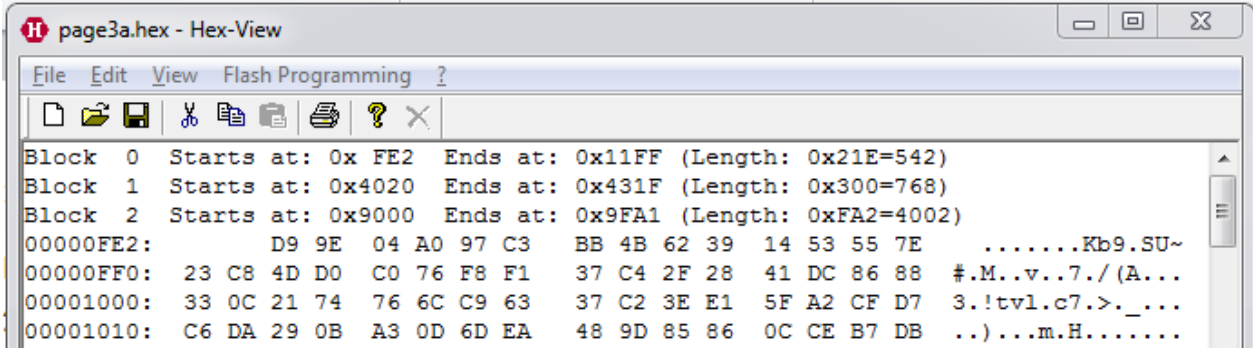 page3a.hex - Hex-View
File Edit View Flash Programming ?
Block  0  Starts at: 0x FE2  Ends at: 0x11FF (Length: 0x21E=542)
Block  1  Starts at: 0x4020  Ends at: 0x431F (Length: 0x300=768)
Block  2  Starts at: 0x9000  Ends at: 0x9FA1 (Length: 0xFA2=4002)
00000FE2:        D9 9E  04 A0 97 C3   BB 4B 62 39  14 53 55 7E    .......Kb9.SU~
00000FF0:  23 C8 4D D0  C0 76 F8 F1   37 C4 2F 28  41 DC 86 88  #.M..v..7./(A...
00001000:  33 0C 21 74  76 6C C9 63   37 C2 3E E1  5F A2 CF D7  3.!tvl.c7.>._...
00001010:  C6 DA 29 0B  A3 0D 6D EA   48 9D 85 86  0C CE B7 DB  ..)...m.H.......